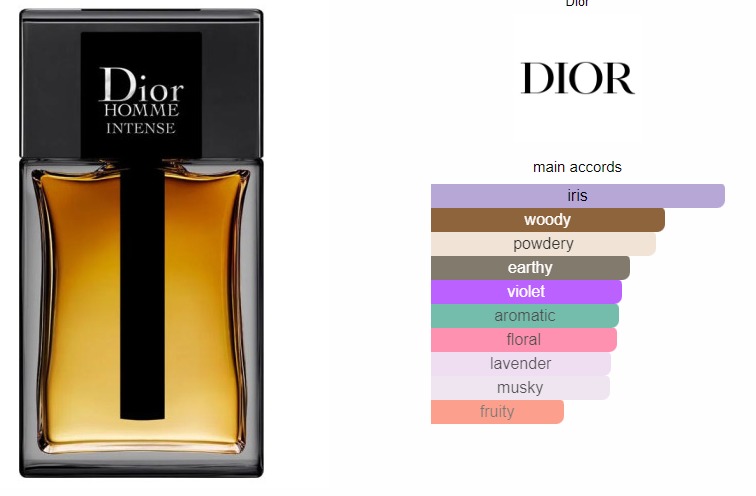 Dior
HOMME
INTENSE
Dior
DIOR
main accords
iris
woody
powdery
earthy
violet
aromatic
floral
lavender
musky
fruity